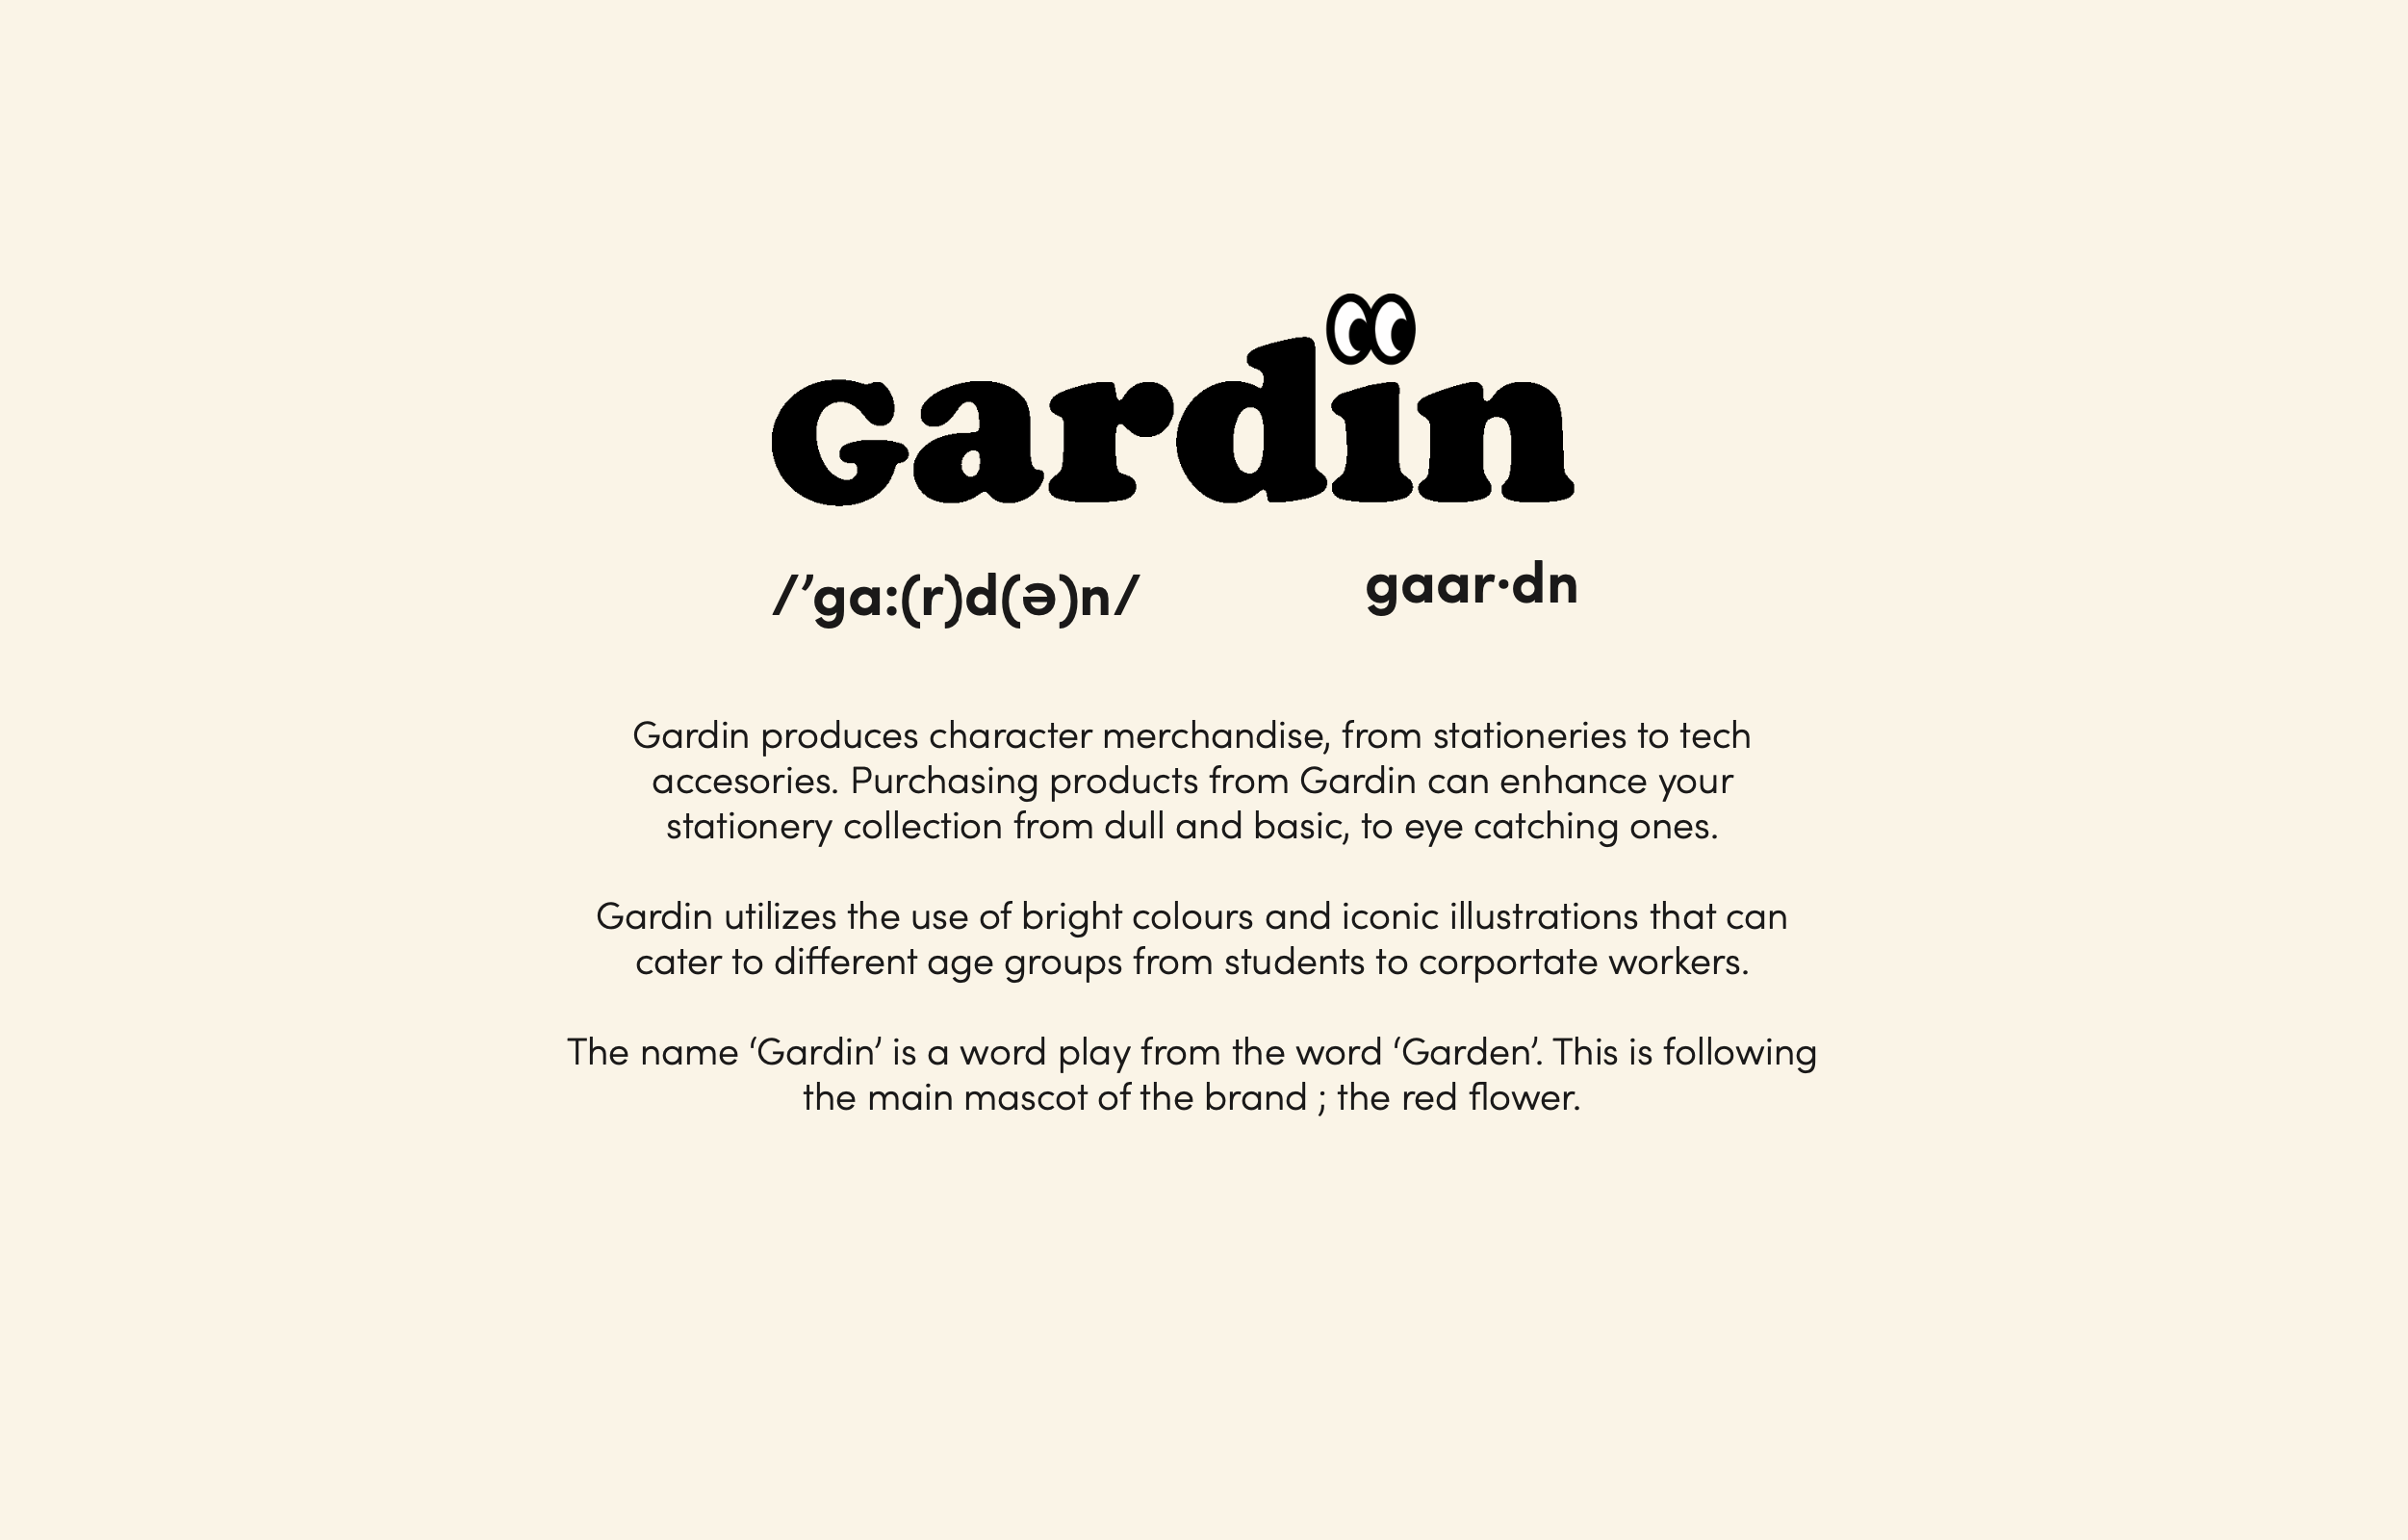 Gardin
/’ga:(r)d(ə)n/ gaar·dn
Gardin produces character merchandise, from stationeries to tech
accesories. Purchasing products from Gardin can enhance your
stationery collection from dull and basic, to eye catching ones.
Gardin utilizes the use of bright colours and iconic illustrations that can
cater to different age groups from students to corportate workers.
The name ‘Gardin’ is a word play from the word ‘Garden’. This is following
the main mascot of the brand ; the red flower.